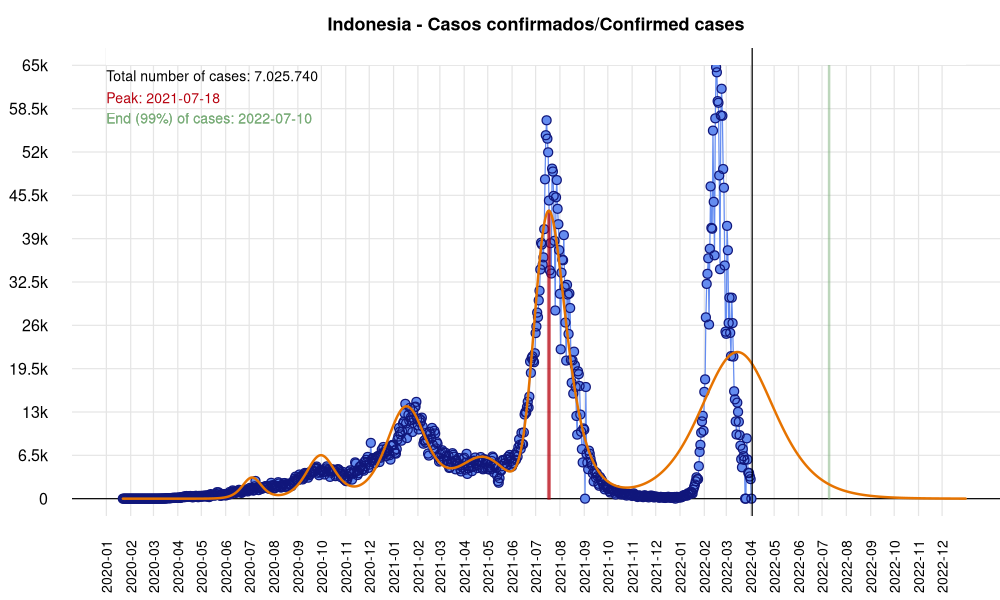 Indonesia - Casos confirmados/Confirmed cases
Total number of cases: 7.025.740
Peak: 2021-07-18
End (99%) of cases: 2022-07-10
65k
58.5k
52k
45.5k
39k
32.5k
26k
19.5k
13k
6.5k
0
2020-01
2020-02
2020-03
2020-04
2020-05
2020-06
2020-07
2020-08
2020-09
2020-10
2020-11
2020-12
2021-01
2021-02
2021-03
2021-04
2021-05
2021-06
2021-07
2021-08
2021-09
2021-10
2021-11
2021-12
2022-01
2022-02
2022-03
2022-04
2022-05
2022-06
2022-07
2022-08
2022-09
2022-10
2022-11
2022-12